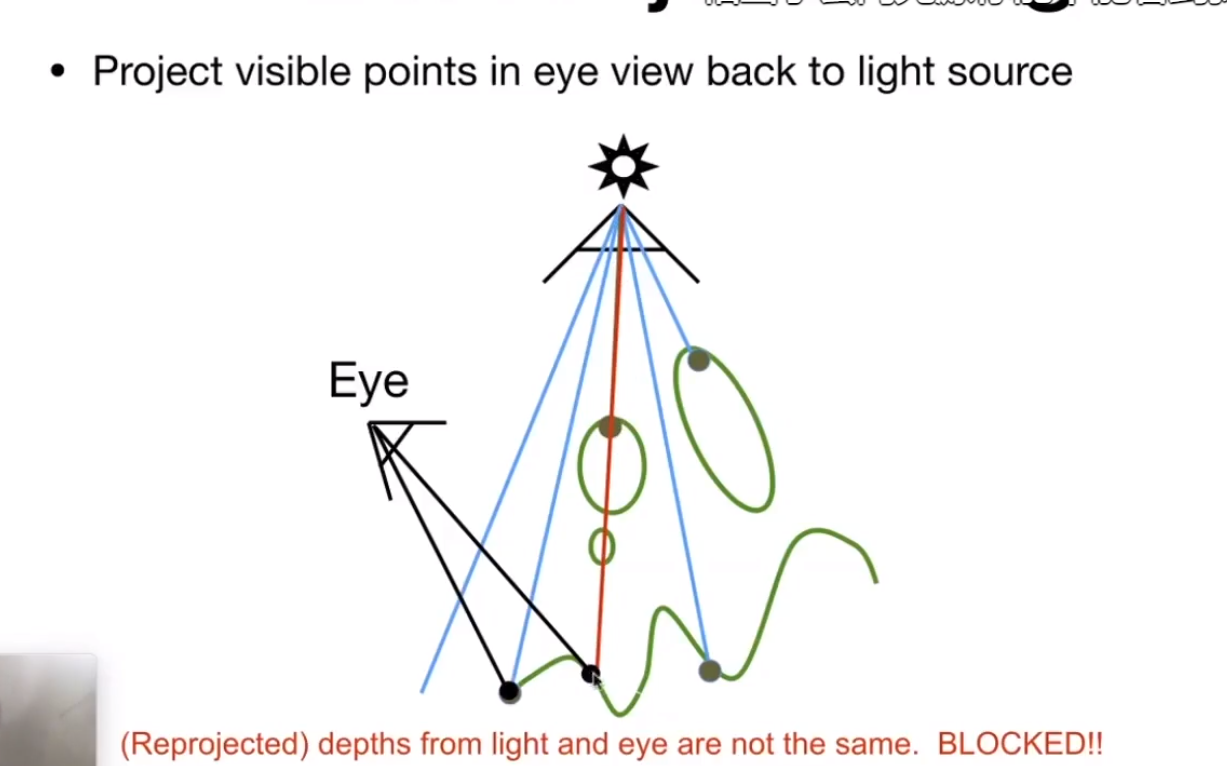 • Project visible points in eye view back to light source
Eye
(Reprojected) depths from light and eye are not the same. BLOCKED!!